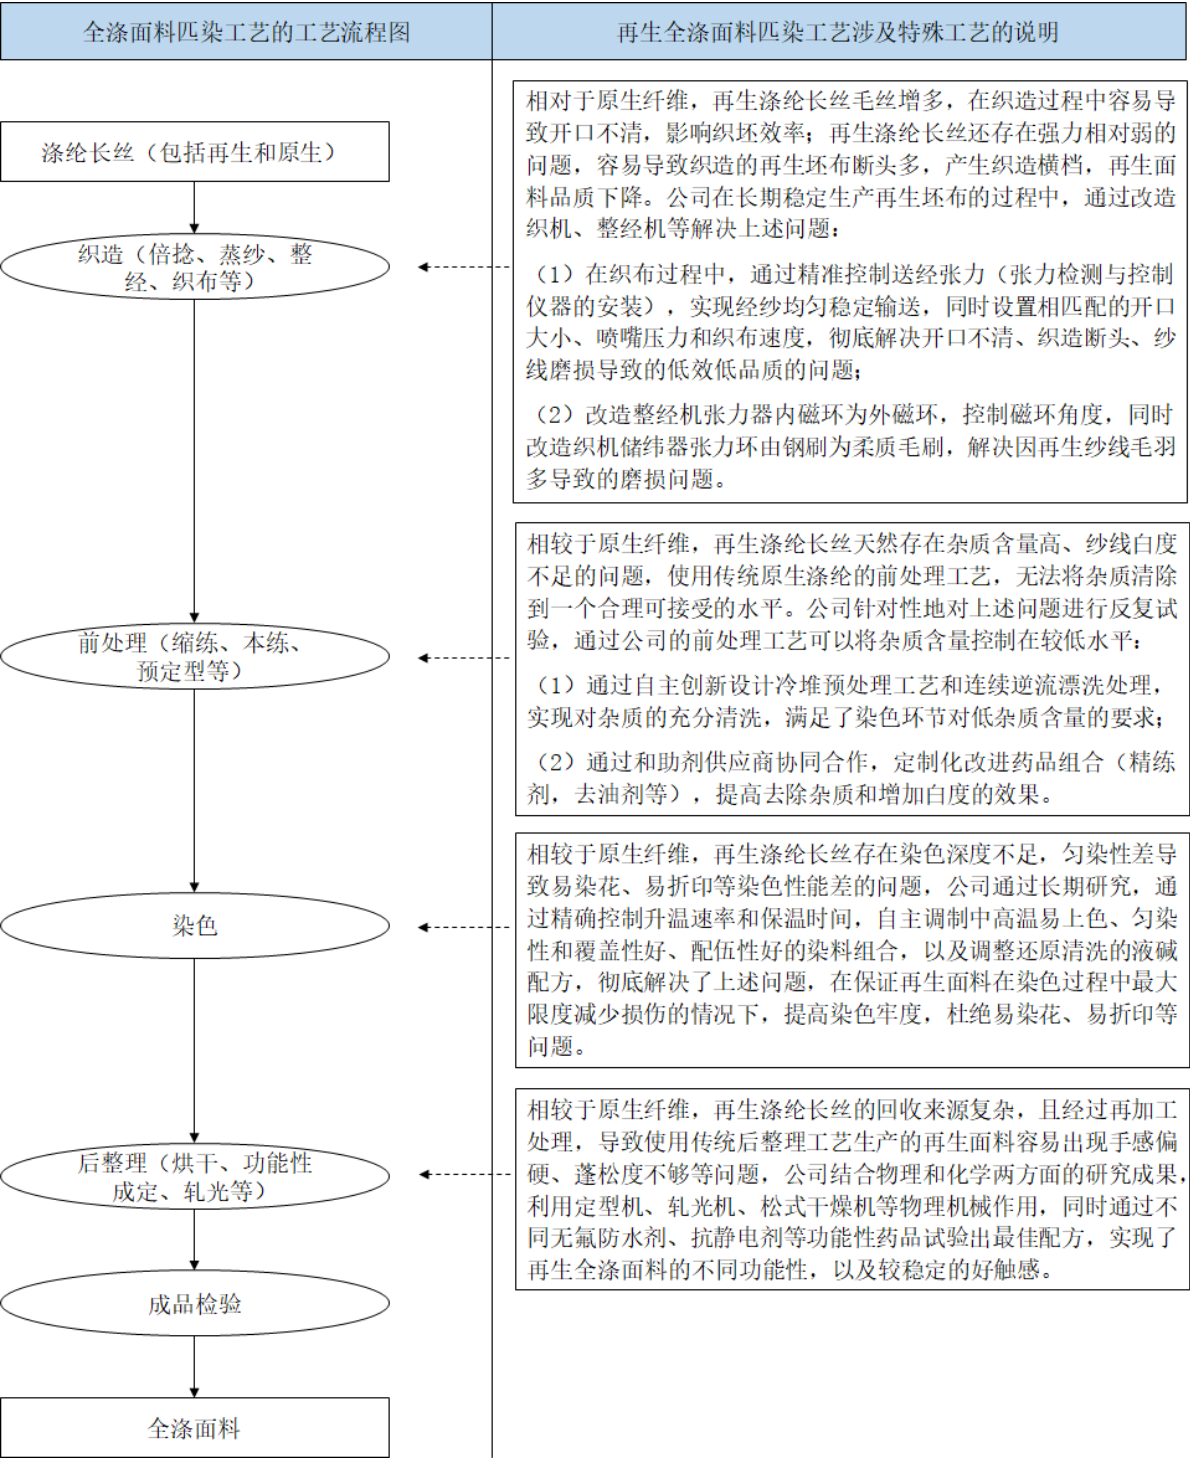 全涤面料匹染工艺的工艺流程图
再生全涤面料匹染工艺涉及特殊工艺的说明
涤纶长丝（包括再生和原生）
相对于原生纤维，再生涤纶长丝毛丝增多，在织造过程中容易导
致开口不清，影响织坯效率；再生涤纶长丝还存在强力相对弱的
问题，容易导致织造的再生坯布断头多，产生织造横档，再生面
料品质下降。公司在长期稳定生产再生坯布的过程中，通过改造
织机、整经机等解决上述问题：
（1）在织布过程中，通过精准控制送经张力（张力检测与控制
仪器的安装），实现经纱均匀稳定输送，同时设置相匹配的开口
大小、喷嘴压力和织布速度，彻底解决开口不清、织造断头、纱
线磨损导致的低效低品质的问题；
（2）改造整经机张力器内磁环为外磁环，控制磁环角度，同时
改造织机储纬器张力环由钢刷为柔质毛刷，解决因再生纱线毛羽
多导致的磨损问题。
织造（倍捻、蒸纱、整
经、织布等）
相较于原生纤维，再生涤纶长丝天然存在杂质含量高、纱线白度
不足的问题，使用传统原生涤纶的前处理工艺，无法将杂质清除
到一个合理可接受的水平。公司针对性地对上述问题进行反复试
验，通过公司的前处理工艺可以将杂质含量控制在较低水平：
（1）通过自主创新设计冷堆预处理工艺和连续逆流漂洗处理，
实现对杂质的充分清洗，满足了染色环节对低杂质含量的要求；
（2）通过和助剂供应商协同合作，定制化改进药品组合（精练
剂，去油剂等），提高去除杂质和增加白度的效果。
前处理（缩练、本练、
预定型等）
相较于原生纤维，再生涤纶长丝存在染色深度不足，匀染性差导
致易染花、易折印等染色性能差的问题，公司通过长期研究，通
过精确控制升温速率和保温时间，自主调制中高温易上色、匀染
性和覆盖性好、配伍性好的染料组合，以及调整还原清洗的液碱
配方，彻底解决了上述问题，在保证再生面料在染色过程中最大
限度减少损伤的情况下，提高染色牢度，杜绝易染花、易折印等
问题。
染色
相较于原生纤维，再生涤纶长丝的回收来源复杂，且经过再加工
处理，导致使用传统后整理工艺生产的再生面料容易出现手感偏
硬、蓬松度不够等问题，公司结合物理和化学两方面的研究成果，
利用定型机、轧光机、松式干燥机等物理机械作用，同时通过不
同无氟防水剂、抗静电剂等功能性药品试验出最佳配方，实现了
再生全涤面料的不同功能性，以及较稳定的好触感。
后整理（烘干、功能性
成定、轧光等）
成品检验
全涤面料